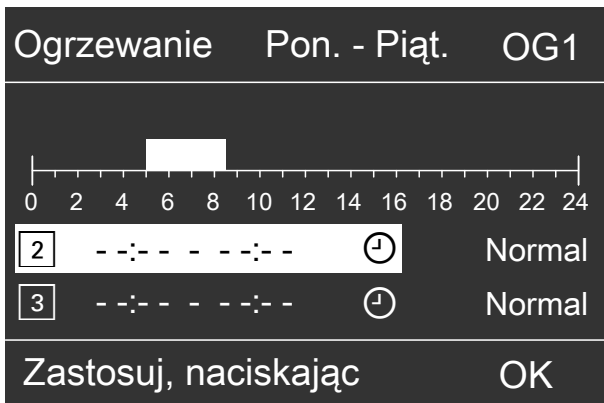 Ogrzewanie Pon. - Piąt. OG1
0 2 4 6 8 10 12 14 16 18 20 22 24
2 - -:- - - - -:- - Normal
3 - -:- - - - -:- - Normal
Zastosuj, naciskając OK